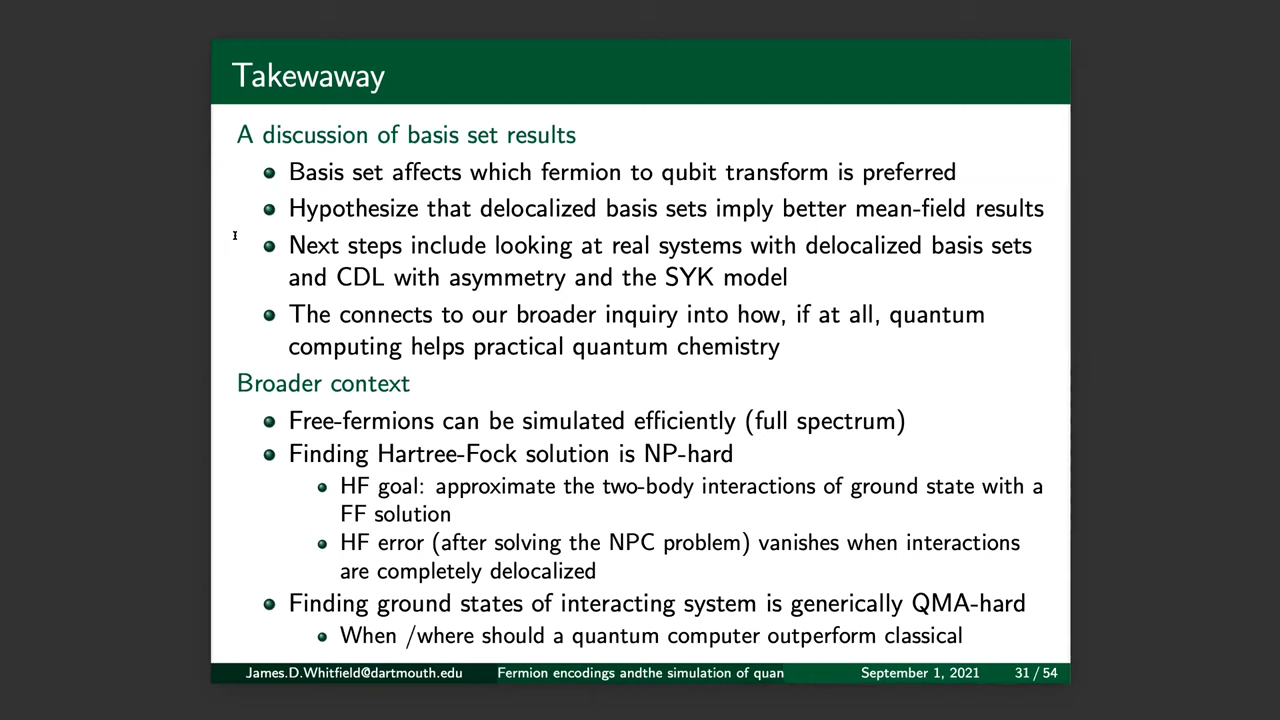 Takewaway
A discussion of basis set results
Basis set affects which fermion to qubit transform is preferred
Hypothesize that delocalized basis sets imply better mean-field results
Next steps include looking at real systems with delocalized basis sets
and CDL with asymmetry and the SYK model
The connects to our broader inquiry into how, if at all, quantum
computing helps practical quantum chemistry
Broader context
Free-fermions can be simulated efficiently (full spectrum)
Finding Hartree-Fock solution is NP-hard
HF goal: approximate the two-body interactions of ground state with a
FF solution
HF error (after solving the NPC problem) vanishes when interactions
are completely delocalized
Finding ground states of interacting system is generically QMA-hard
When /where should a quantum computer outperform classical
James.D.Whitfield@dartmouth.edu Fermion encodings andthe simulation of quan September 1, 2021 31 / 54